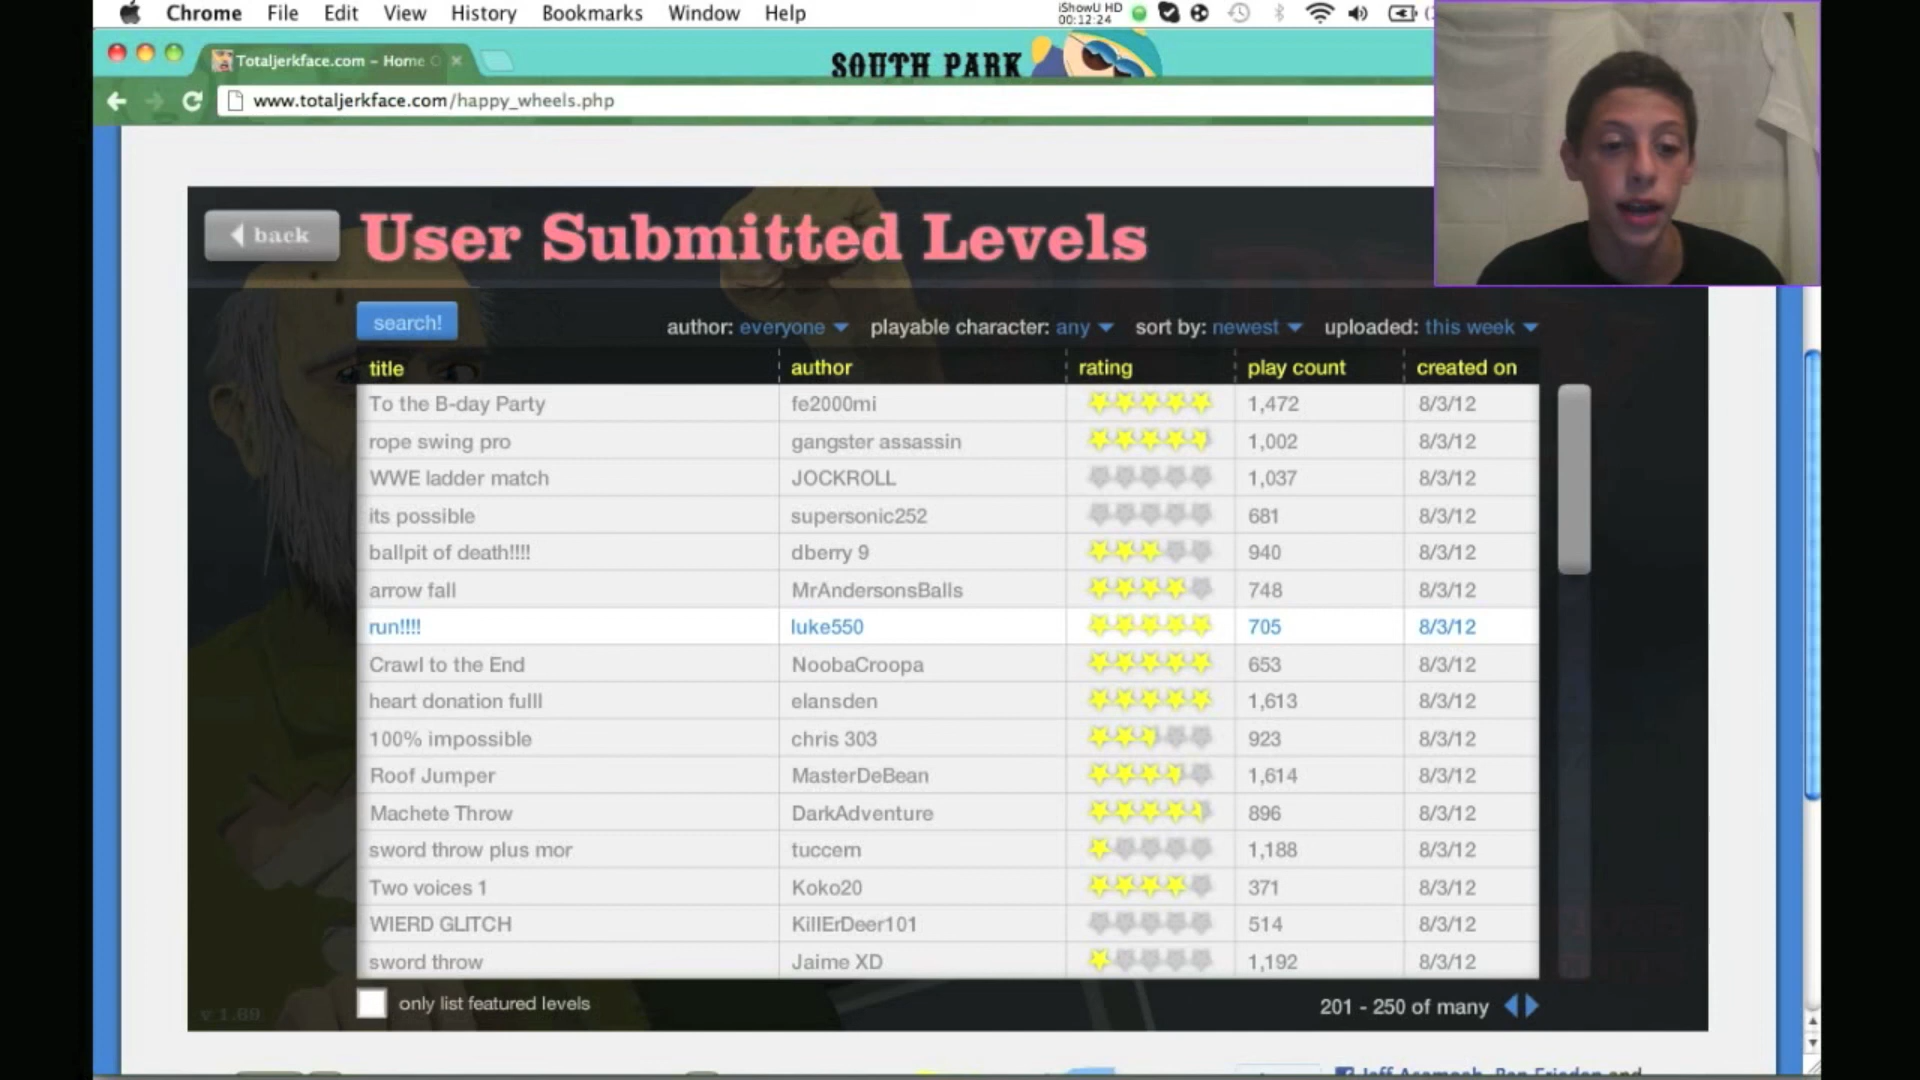 Chrome File Edit View History Bookmarks Window Help
iShowU HD
00:12:24
Totaljerkface.com – Home
SOUTH PARK
www.totaljerkface.com/happy_wheels.php
back
User Submitted Levels
search!
author: everyone playable character: any sort by: newest uploaded: this week
title author rating play count created on
To the B-day Party fe2000mi 1,472 8/3/12
rope swing pro gangster assassin 1,002 8/3/12
WWE ladder match JOCKROLL 1,037 8/3/12
its possible supersonic252 681 8/3/12
ballpit of death!!!! dberry 9 940 8/3/12
arrow fall MrAndersonsBalls 748 8/3/12
run!!!! luke550 705 8/3/12
Crawl to the End NoobaCroopa 653 8/3/12
heart donation fulll elansden 1,613 8/3/12
100% impossible chris 303 923 8/3/12
Roof Jumper MasterDeBean 1,614 8/3/12
Machete Throw DarkAdventure 896 8/3/12
sword throw plus mor tuccem 1,188 8/3/12
Two voices 1 Koko20 371 8/3/12
WIERD GLITCH KillErDeer101 514 8/3/12
sword throw Jaime XD 1,192 8/3/12
only list featured levels
201 - 250 of many
v 1.69